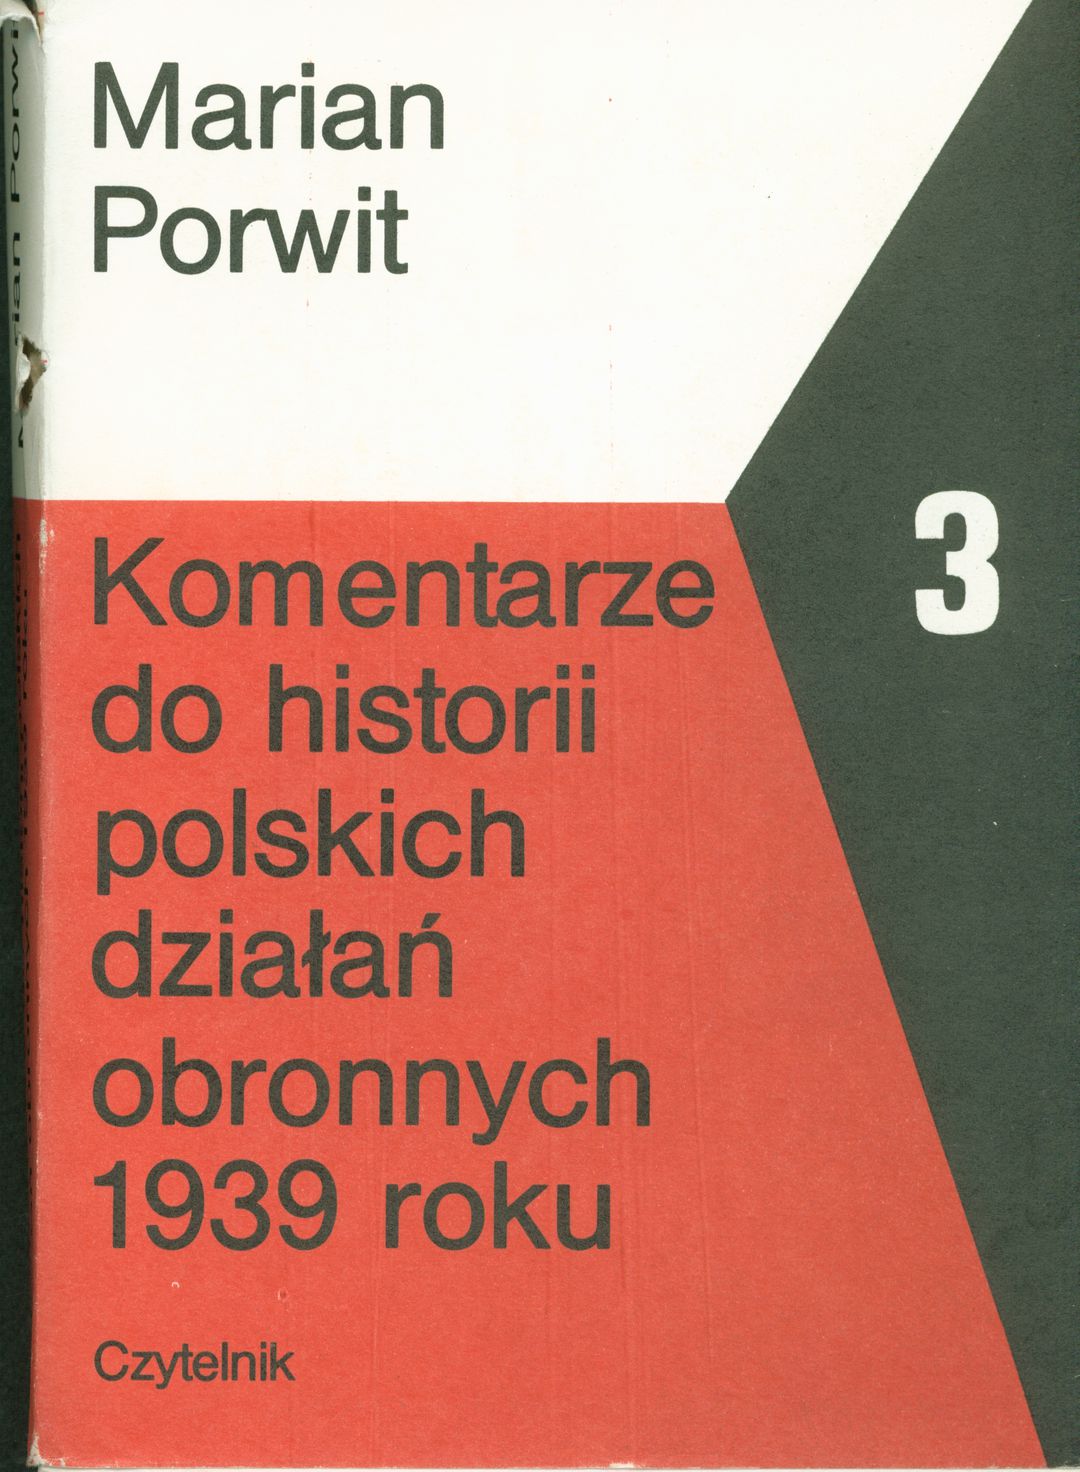 Marian
Porwit
3
Komentarze
do historii
polskich
działań
obronnych
1939 roku
Czytelnik